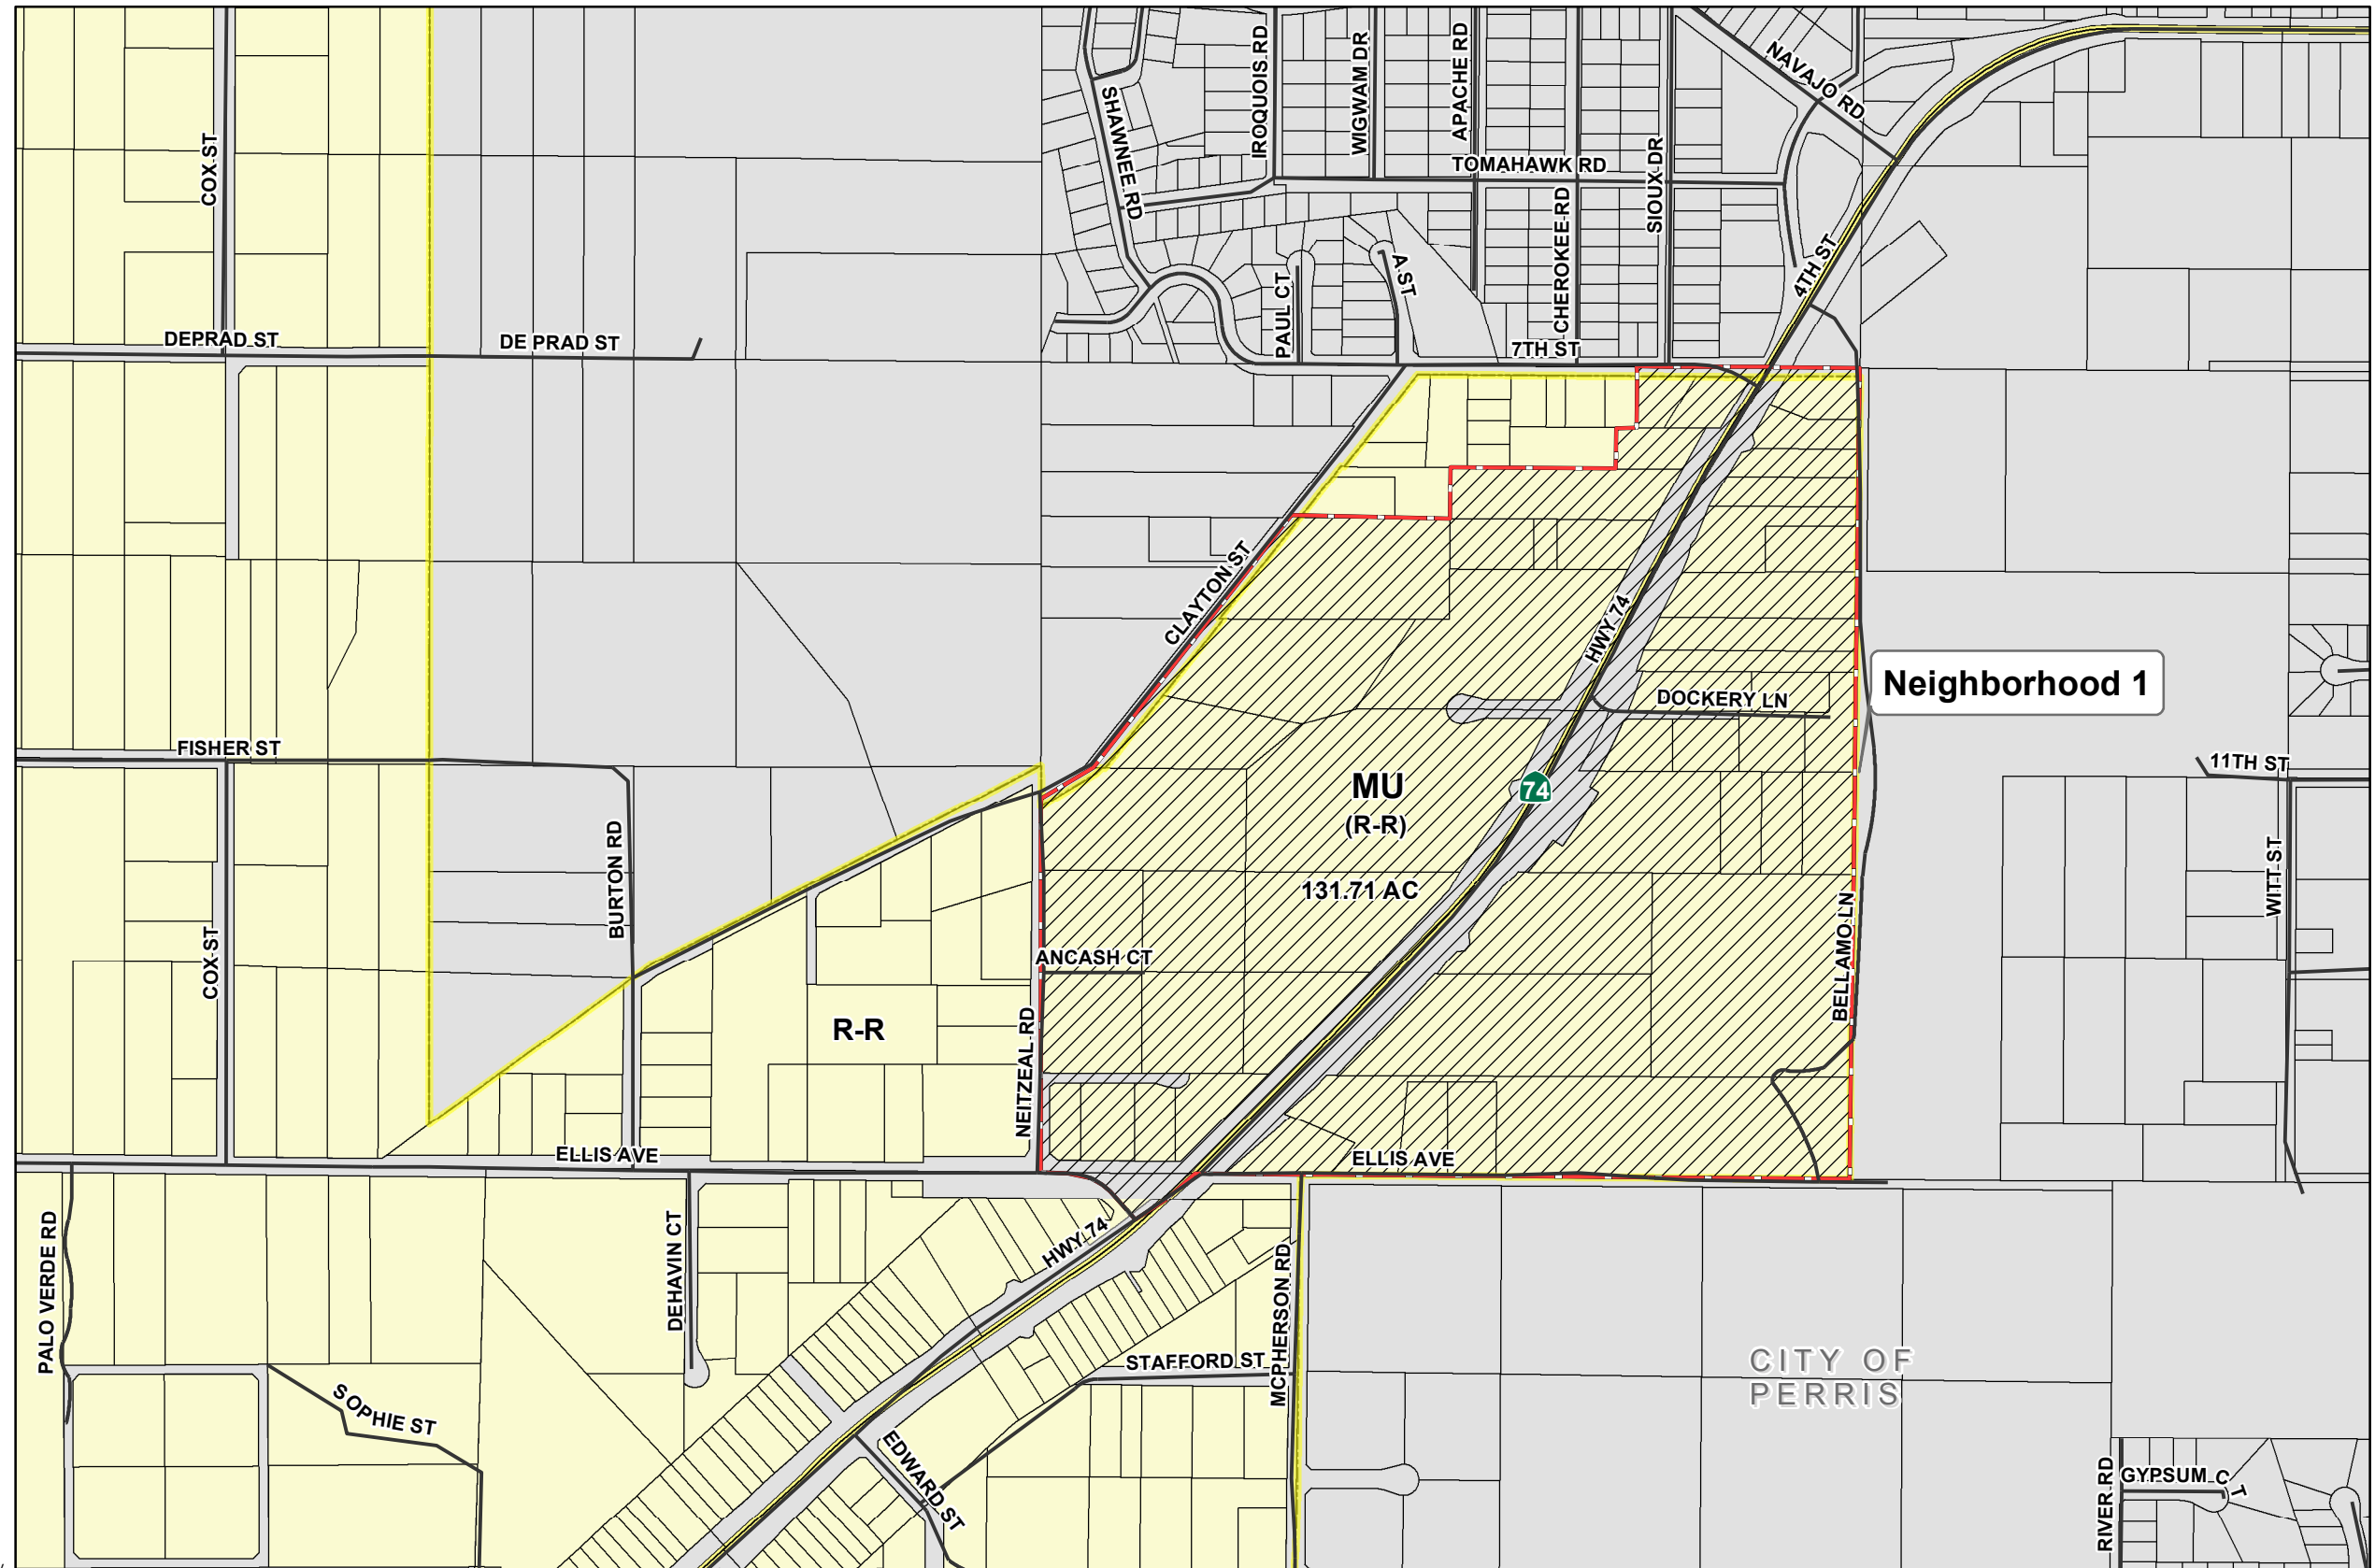 NAVAJO RD
IROQUOIS RD
WIGWAM DR
APACHE RD
SHAWNEE RD
COX ST
TOMAHAWK RD
SIOUX DR
CHEROKEE RD
4TH ST
A ST
PAUL CT
DEPRAD ST
DE PRAD ST
7TH ST
CLAYTON ST
HWY 74
Neighborhood 1
DOCKERY LN
FISHER ST
11TH ST
MU
(R-R)
74
131.71 AC
BURTON RD
WITT ST
COX ST
ANCASH CT
BELLAMO LN
R-R
NEITZEAL RD
ELLIS AVE
ELLIS AVE
PALO VERDE RD
DEHAVIN CT
HWY 74
MCPHERSON RD
STAFFORD ST
CITY OF
PERRIS
SOPHIE ST
EDWARD ST
RIVER RD
GYPSUM CT